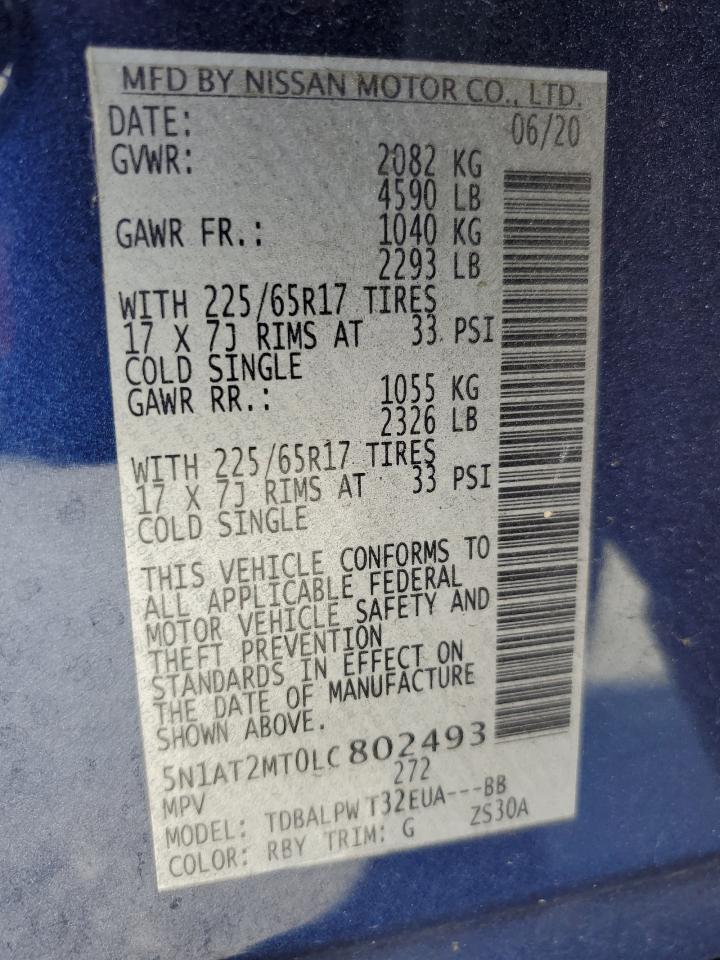 MFD BY NISSAN MOTOR CO., LTD.
DATE: 06/20
GVWR: 2082 KG
4590 LB
GAWR FR.: 1040 KG
2293 LB
WITH 225/65R17 TIRES
17 X 7J RIMS AT 33 PSI
COLD SINGLE
GAWR RR.: 1055 KG
2326 LB
WITH 225/65R17 TIRES
17 X 7J RIMS AT 33 PSI
COLD SINGLE
THIS VEHICLE CONFORMS TO
ALL APPLICABLE FEDERAL
MOTOR VEHICLE SAFETY AND
THEFT PREVENTION
STANDARDS IN EFFECT ON
THE DATE OF MANUFACTURE
SHOWN ABOVE.
5N1AT2MT0LC802493
MPV 272
MODEL: TDBALPW T32EUA---BB
COLOR: RBY TRIM: G ZS30A